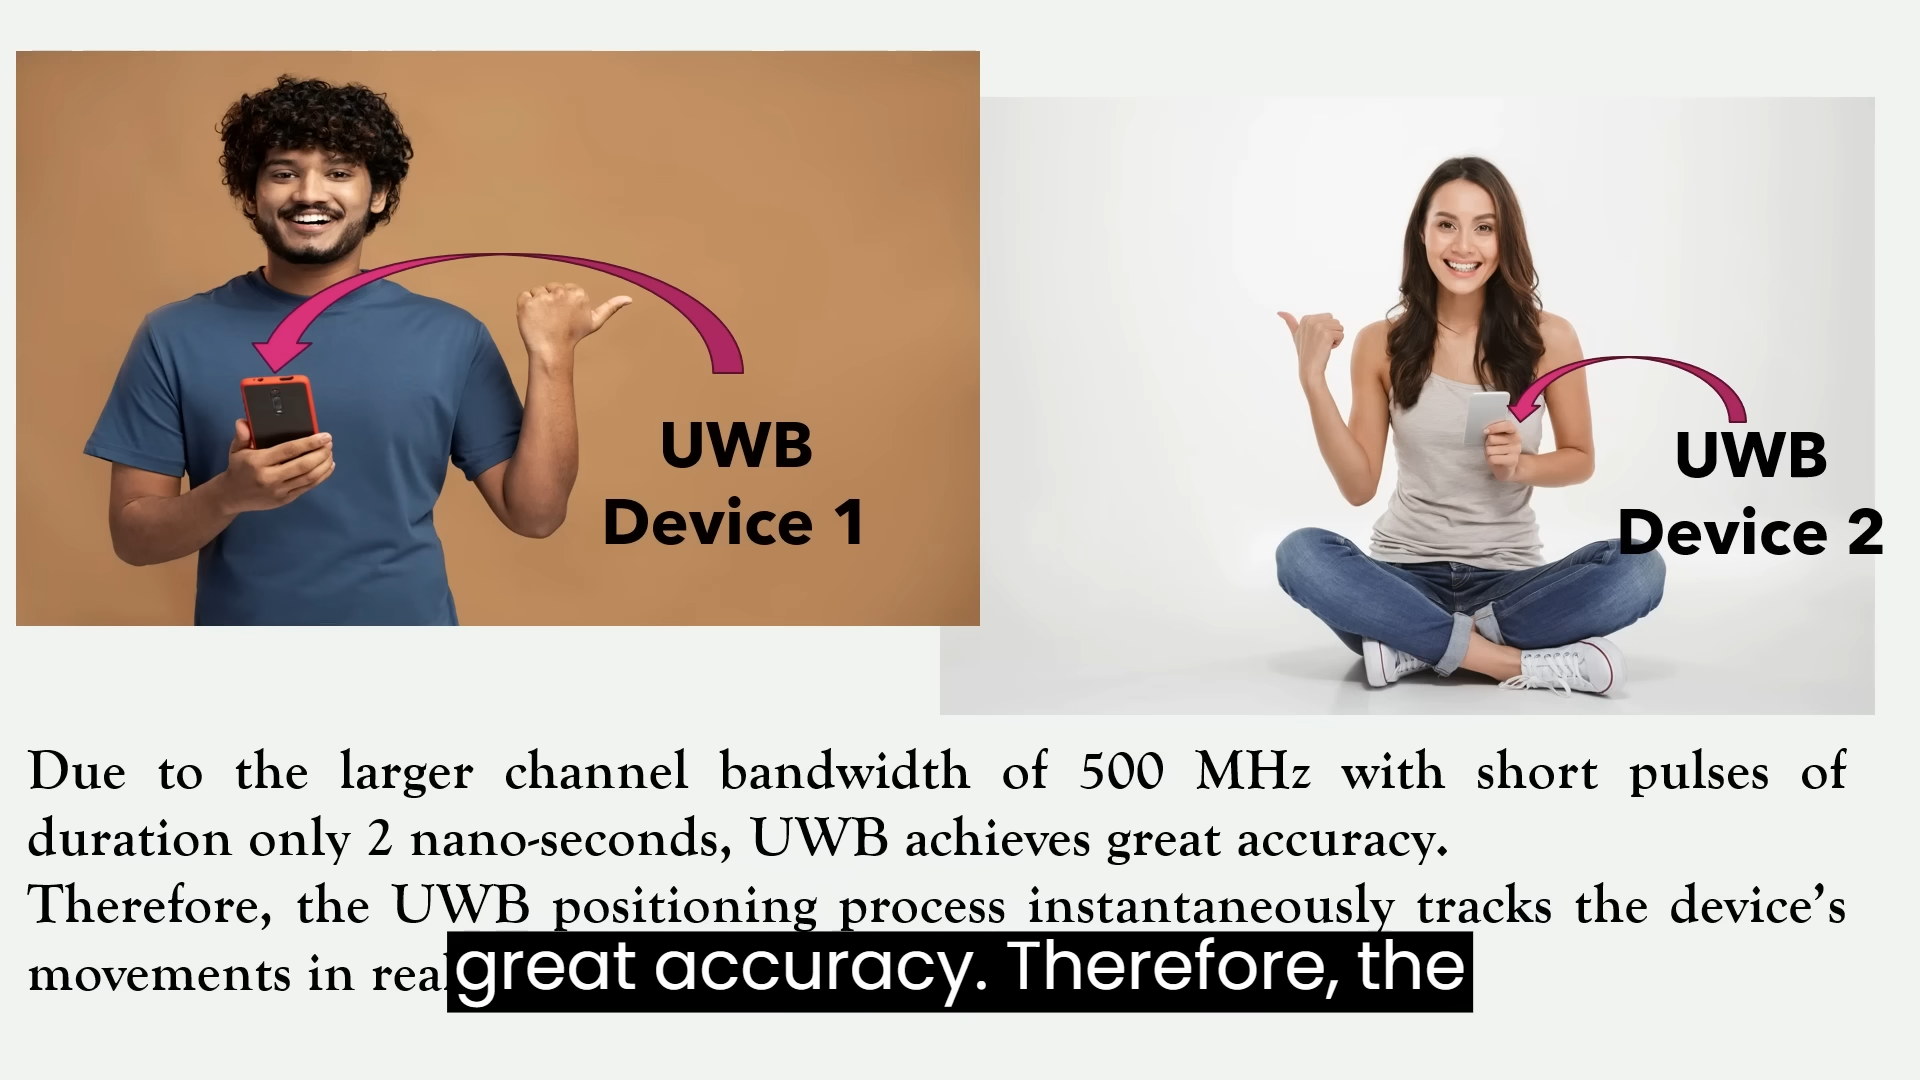 UWB
Device 1
UWB
Device 2
Due to the larger channel bandwidth of 500 MHz with short pulses of
duration only 2 nano-seconds, UWB achieves great accuracy.
Therefore, the UWB positioning process instantaneously tracks the device’s
movements in real
great accuracy. Therefore, the